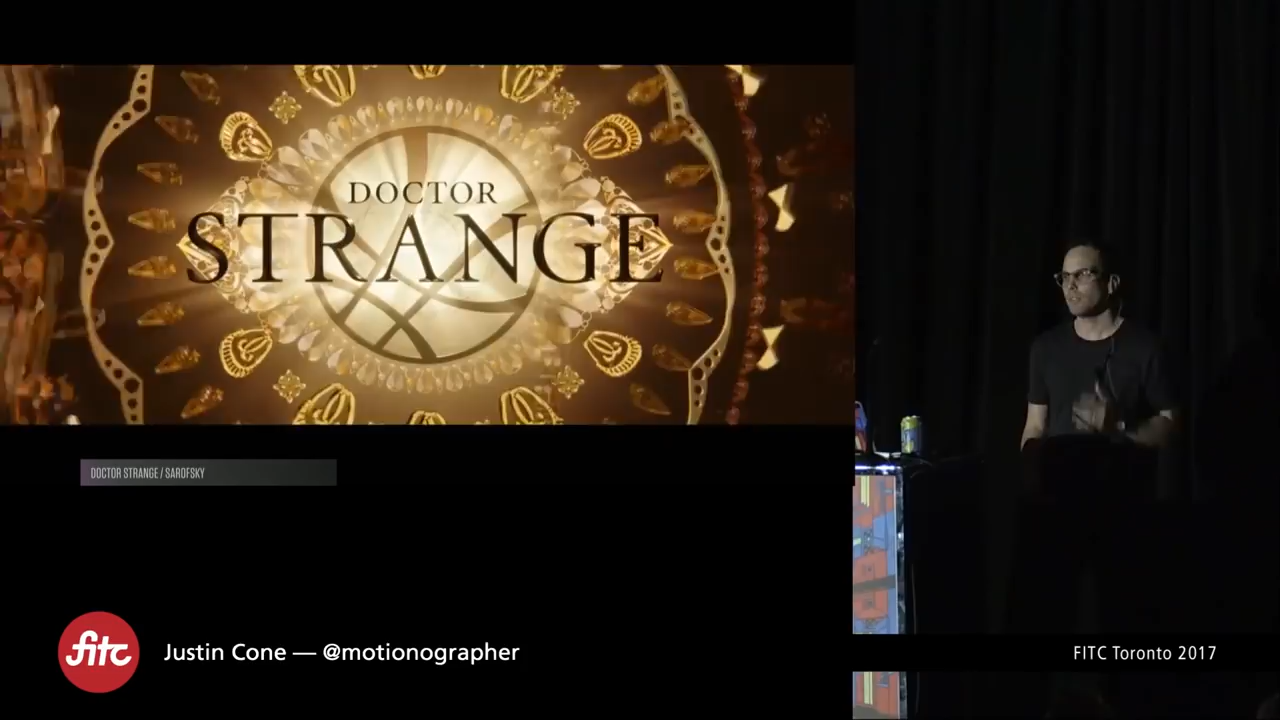 DOCTOR
STRANGE
DOCTOR STRANGE / SAROFSKY
fitc
Justin Cone — @motionographer
FITC Toronto 2017